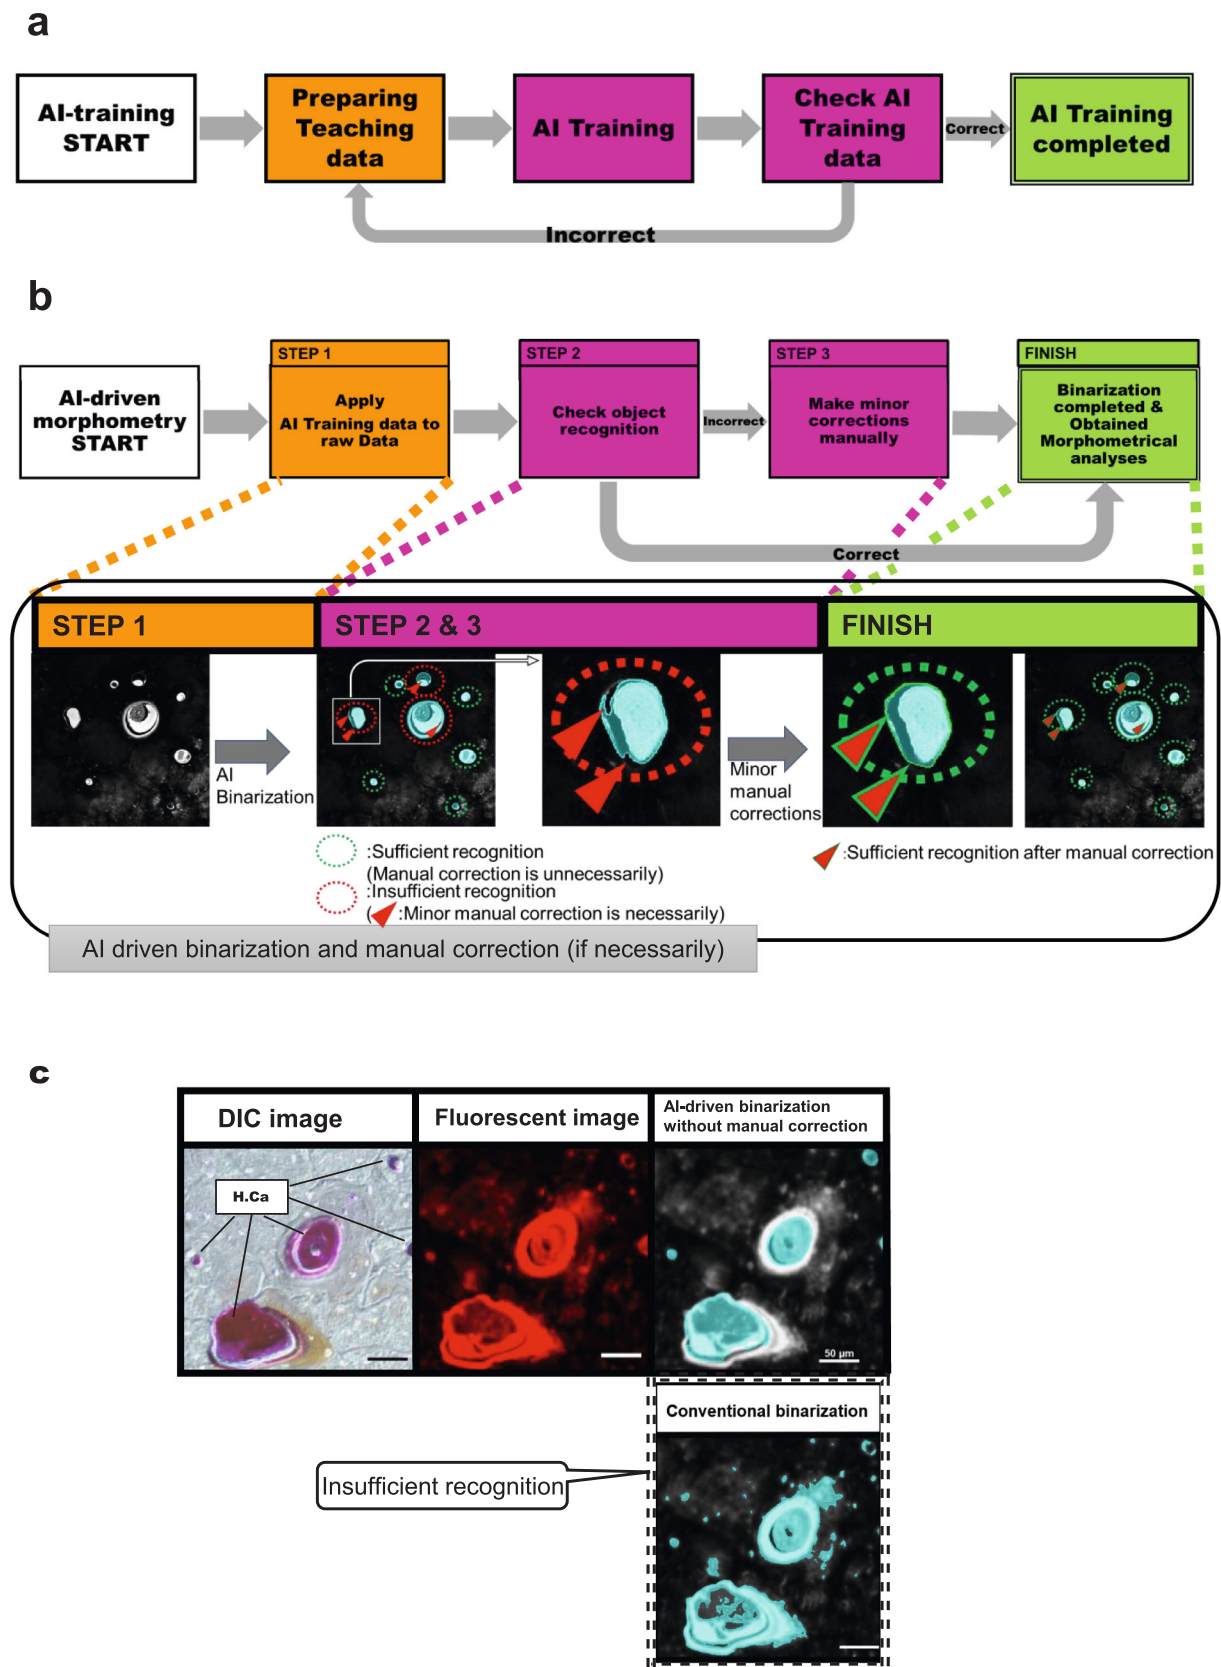 a
AI-training
START
Preparing
Teaching
data
AI Training
Check AI
Training
data
Correct
AI Training
completed
Incorrect
b
AI-driven
morphometry
START
STEP 1
Apply
AI Training data to
raw Data
STEP 2
Check object
recognition
Incorrect
STEP 3
Make minor
corrections
manually
FINISH
Binarization
completed &
Obtained
Morphometrical
analyses
Correct
STEP 1
STEP 2 & 3
FINISH
AI
Binarization
Minor
manual
corrections
:Sufficient recognition
(Manual correction is unnecessarily)
:Insufficient recognition
( :Minor manual correction is necessarily)
:Sufficient recognition after manual correction
AI driven binarization and manual correction (if necessarily)
c
DIC image
Fluorescent image
AI-driven binarization
without manual correction
H.Ca
50 µm
Conventional binarization
Insufficient recognition